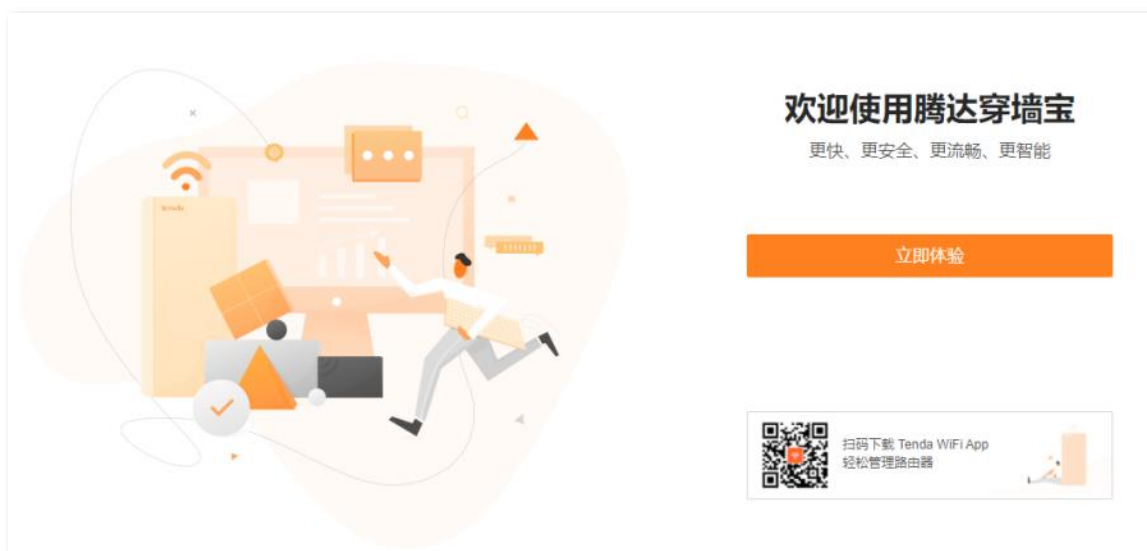 欢迎使用腾达穿墙宝
更快、更安全、更流畅、更智能
立即体验
扫码下载 Tenda WiFi App
轻松管理路由器